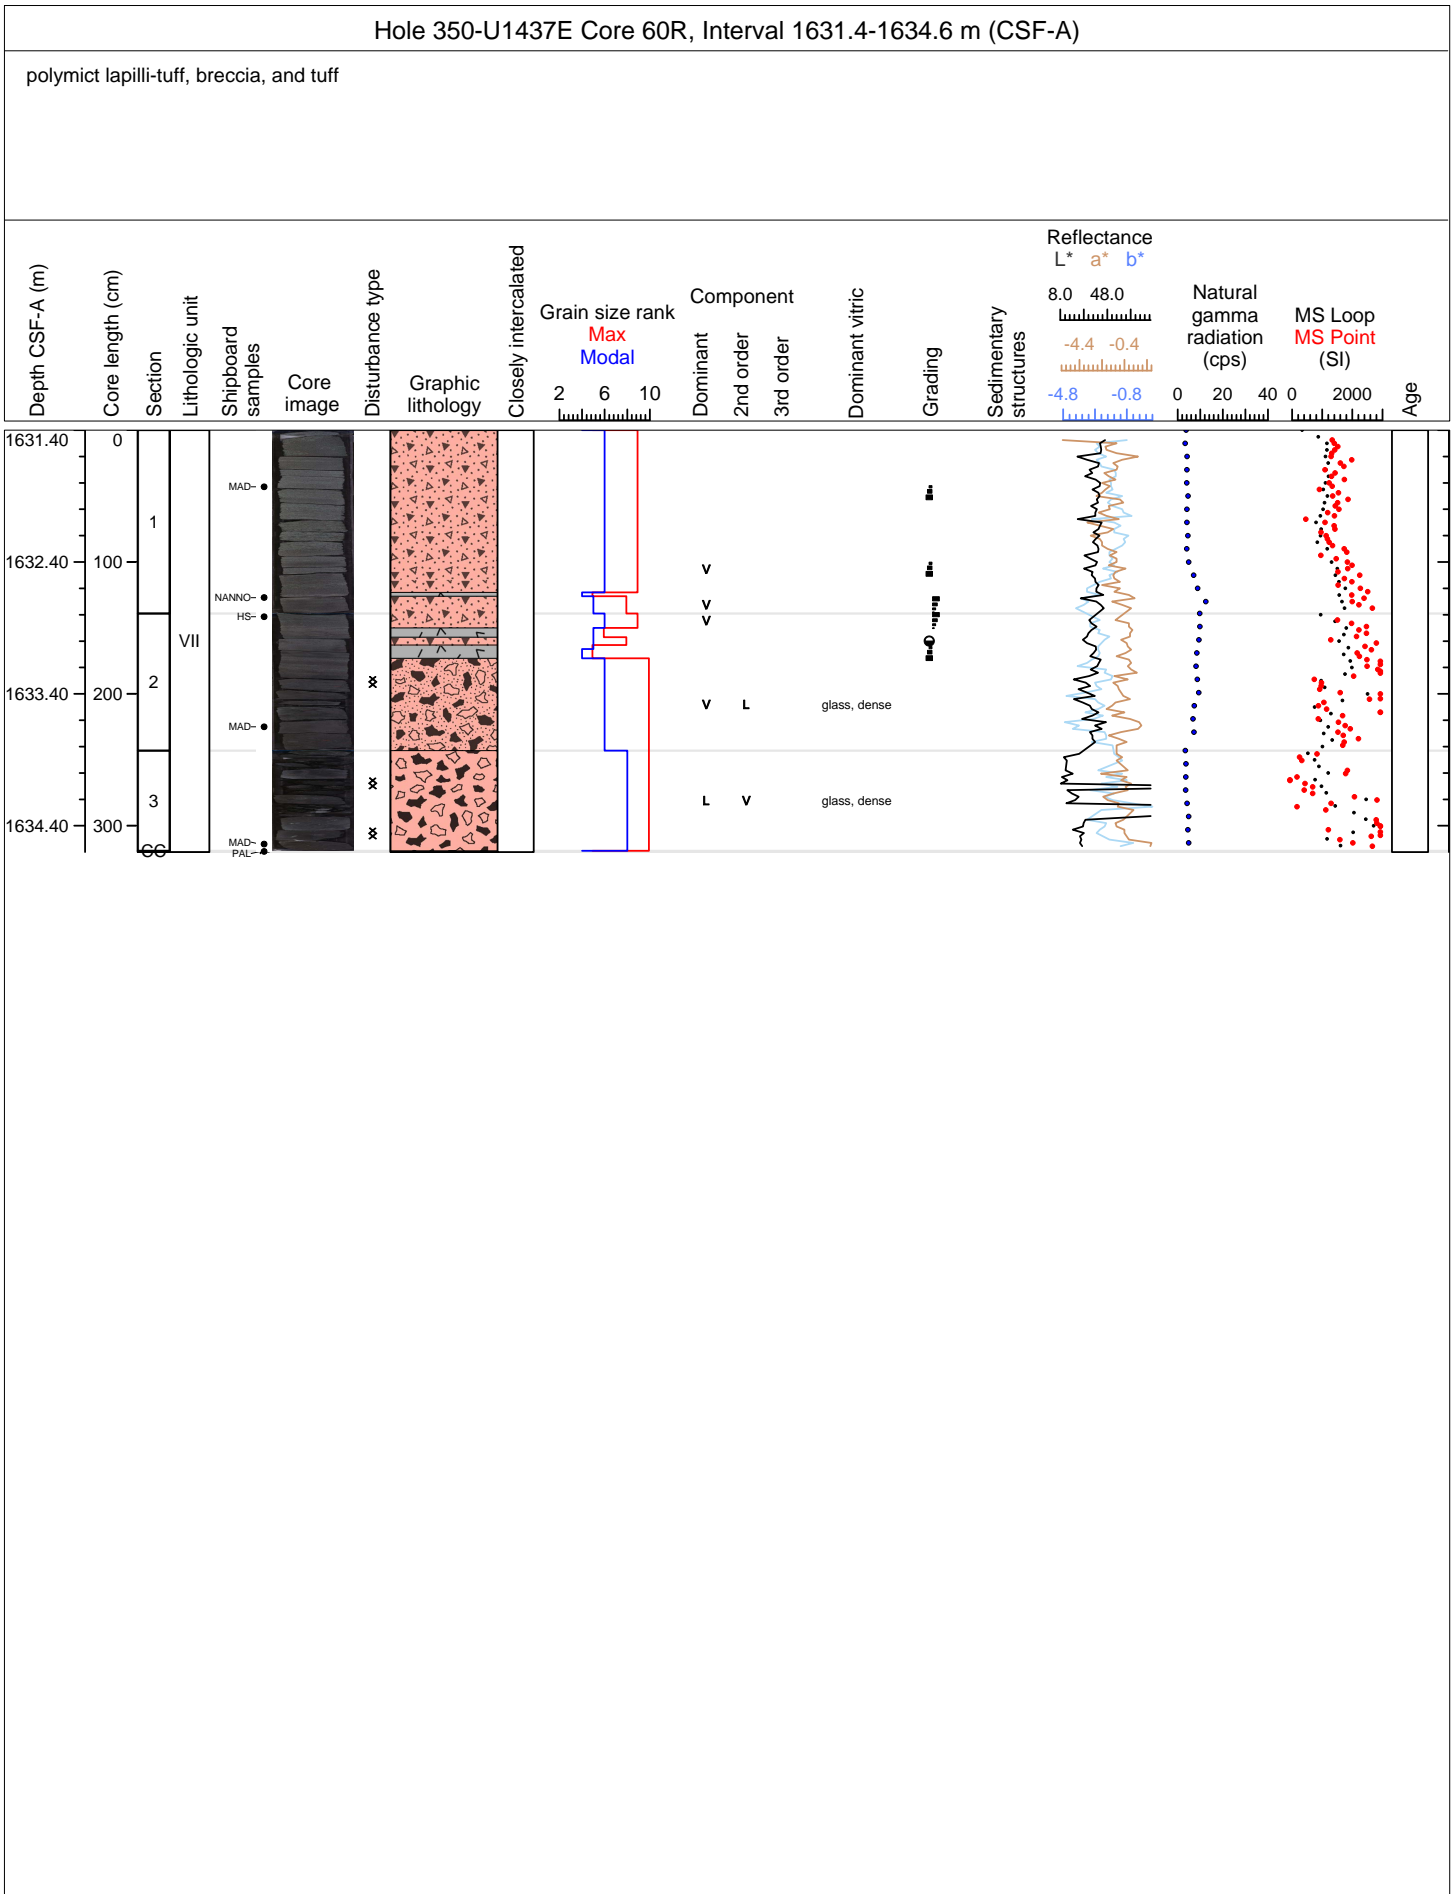 Hole 350-U1437E Core 60R, Interval 1631.4-1634.6 m (CSF-A)
polymict lapilli-tuff, breccia, and tuff
Depth CSF-A (m)
Core length (cm)
Section
Lithologic unit
Shipboard
samples
Core
image
Disturbance type
Graphic
lithology
Closely intercalated
Grain size rank
Max
Modal
2 6 10
Component
Dominant
2nd order
3rd order
Dominant vitric
Grading
Sedimentary
structures
Reflectance
L* a* b*
8.0 48.0
-4.4 -0.4
-4.8 -0.8
Natural
gamma
radiation
(cps)
0 20 40
MS Loop
MS Point
(SI)
0 2000
Age
1631.40 0
MAD
1
1632.40 100
V
NANNO
V
HS
V
VII
2
1633.40 200
V L glass, dense
MAD
3
L V glass, dense
1634.40 300
MAD
CC
PAL